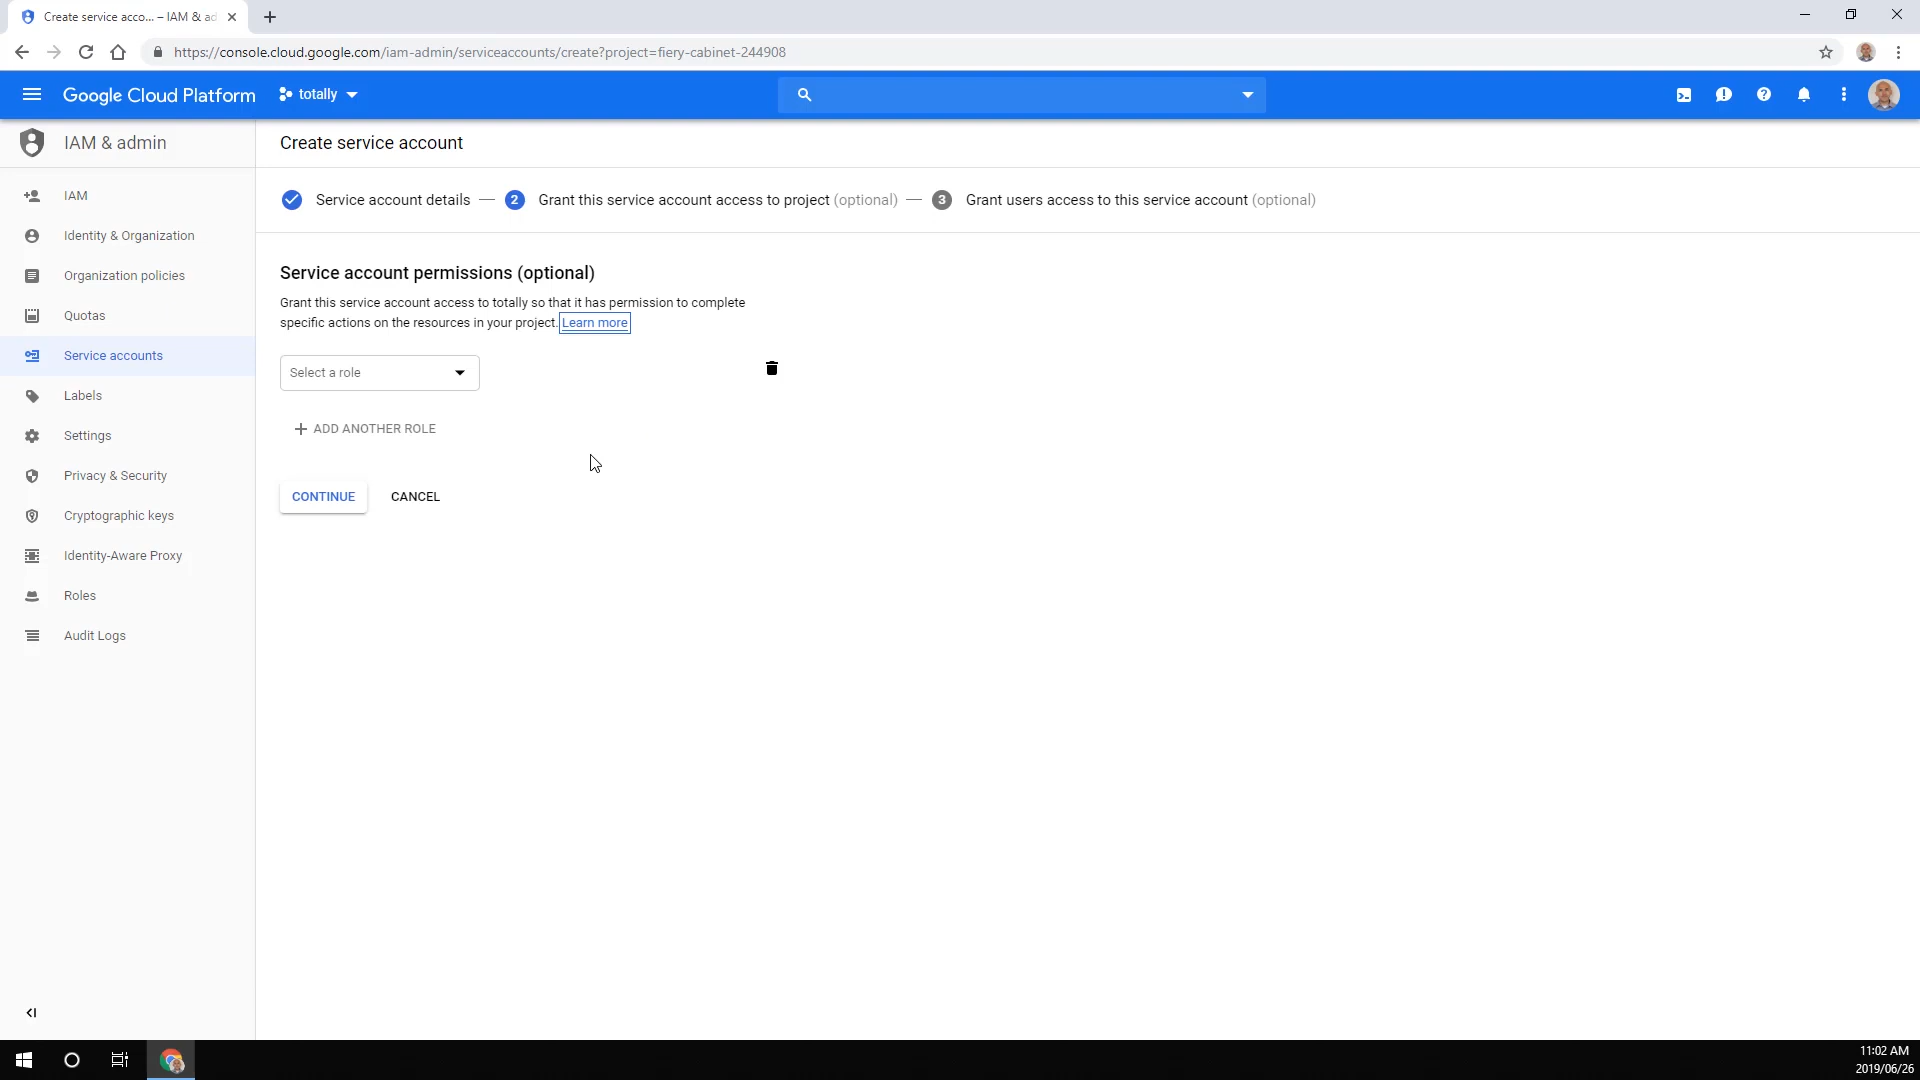 Create service acco... – IAM & ad
https://console.cloud.google.com/iam-admin/serviceaccounts/create?project=fiery-cabinet-244908
Google Cloud Platform
totally
IAM & admin
Create service account
Service account details
2
Grant this service account access to project (optional)
3
Grant users access to this service account (optional)
IAM
Identity & Organization
Organization policies
Quotas
Service accounts
Labels
Settings
Privacy & Security
Cryptographic keys
Identity-Aware Proxy
Roles
Audit Logs
Service account permissions (optional)
Grant this service account access to totally so that it has permission to complete
specific actions on the resources in your project. Learn more
Select a role
ADD ANOTHER ROLE
CONTINUE
CANCEL
11:02 AM
2019/06/26